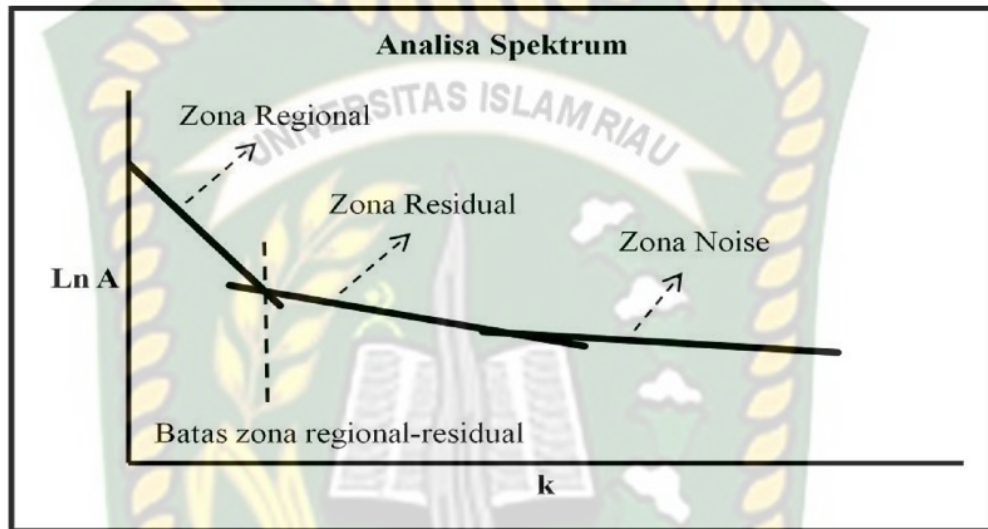 Analisa Spektrum
UNIVERSITAS ISLAM RIAU
Zona Regional
Zona Residual
Zona Noise
Ln A
Batas zona regional-residual
k